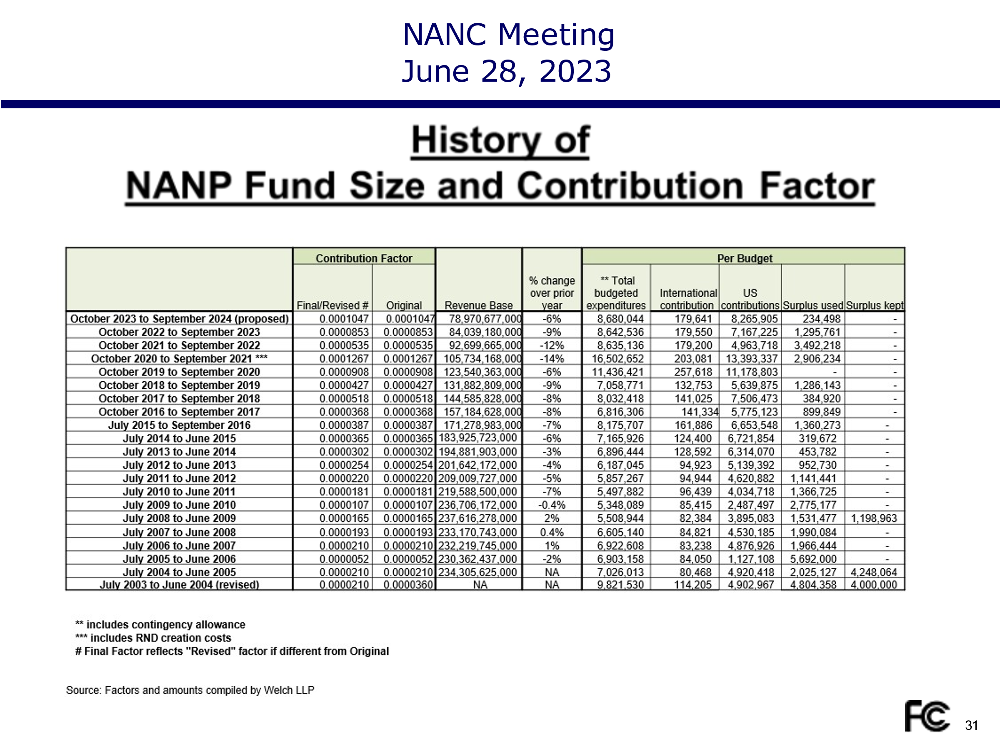 NANC Meeting
June 28, 2023
History of
NANP Fund Size and Contribution Factor
Contribution Factor Per Budget
Final/Revised # Original Revenue Base % change over prior year ** Total budgeted expenditures International contribution US contributions Surplus used Surplus kept
October 2023 to September 2024 (proposed) 0.0001047 0.0001047 78,970,677,000 -6% 8,680,044 179,641 8,265,905 234,498 -
October 2022 to September 2023 0.0000853 0.0000853 84,039,180,000 -9% 8,642,536 179,550 7,167,225 1,295,761 -
October 2021 to September 2022 0.0000535 0.0000535 92,699,665,000 -12% 8,635,136 179,200 4,963,718 3,492,218 -
October 2020 to September 2021 *** 0.0001267 0.0001267 105,734,168,000 -14% 16,502,652 203,081 13,393,337 2,906,234 -
October 2019 to September 2020 0.0000908 0.0000908 123,540,363,000 -6% 11,436,421 257,618 11,178,803 - -
October 2018 to September 2019 0.0000427 0.0000427 131,882,809,000 -9% 7,058,771 132,753 5,639,875 1,286,143 -
October 2017 to September 2018 0.0000518 0.0000518 144,585,828,000 -8% 8,032,418 141,025 7,506,473 384,920 -
October 2016 to September 2017 0.0000368 0.0000368 157,184,628,000 -8% 6,816,306 141,334 5,775,123 899,849 -
July 2015 to September 2016 0.0000387 0.0000387 171,278,983,000 -7% 8,175,707 161,886 6,653,548 1,360,273 -
July 2014 to June 2015 0.0000365 0.0000365 183,925,723,000 -6% 7,165,926 124,400 6,721,854 319,672 -
July 2013 to June 2014 0.0000302 0.0000302 194,881,903,000 -3% 6,896,444 128,592 6,314,070 453,782 -
July 2012 to June 2013 0.0000254 0.0000254 201,642,172,000 -4% 6,187,045 94,923 5,139,392 952,730 -
July 2011 to June 2012 0.0000220 0.0000220 209,009,727,000 -5% 5,857,267 94,944 4,620,882 1,141,441 -
July 2010 to June 2011 0.0000181 0.0000181 219,588,500,000 -7% 5,497,882 96,439 4,034,718 1,366,725 -
July 2009 to June 2010 0.0000107 0.0000107 236,706,172,000 -0.4% 5,348,089 85,415 2,487,497 2,775,177 -
July 2008 to June 2009 0.0000165 0.0000165 237,616,278,000 2% 5,508,944 82,384 3,895,083 1,531,477 1,198,963
July 2007 to June 2008 0.0000193 0.0000193 233,170,743,000 0.4% 6,605,140 84,821 4,530,185 1,990,084 -
July 2006 to June 2007 0.0000210 0.0000210 232,219,745,000 1% 6,922,608 83,238 4,876,926 1,966,444 -
July 2005 to June 2006 0.0000052 0.0000052 230,362,437,000 -2% 6,903,158 84,050 1,127,108 5,692,000 -
July 2004 to June 2005 0.0000210 0.0000210 234,305,625,000 NA 7,026,013 80,468 4,920,418 2,025,127 4,248,064
July 2003 to June 2004 (revised) 0.0000210 0.0000360 NA NA 9,821,530 114,205 4,902,967 4,804,358 4,000,000
** includes contingency allowance
*** includes RND creation costs
# Final Factor reflects "Revised" factor if different from Original
Source: Factors and amounts compiled by Welch LLP
FCC
31